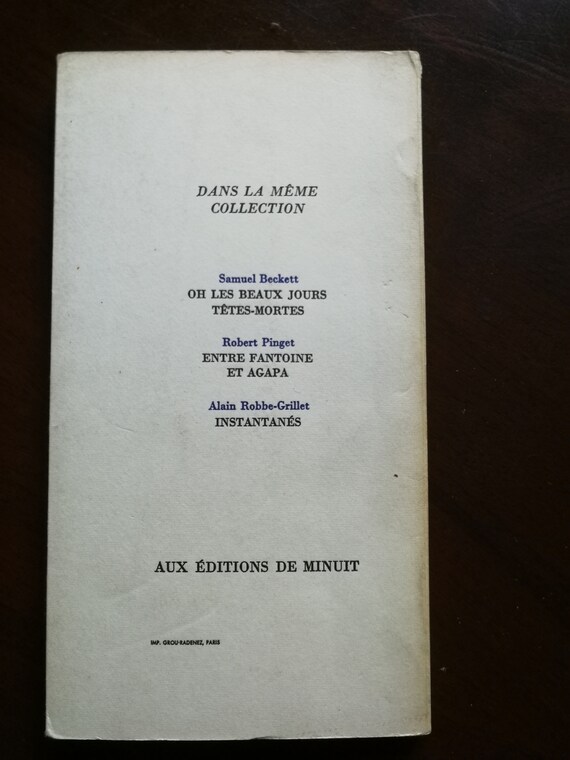 DANS LA MÊME
COLLECTION
Samuel Beckett
OH LES BEAUX JOURS
TÊTES-MORTES
Robert Pinget
ENTRE FANTOINE
ET AGAPA
Alain Robbe-Grillet
INSTANTANÉS
AUX ÉDITIONS DE MINUIT
IMP. GROU-RADENEZ, PARIS